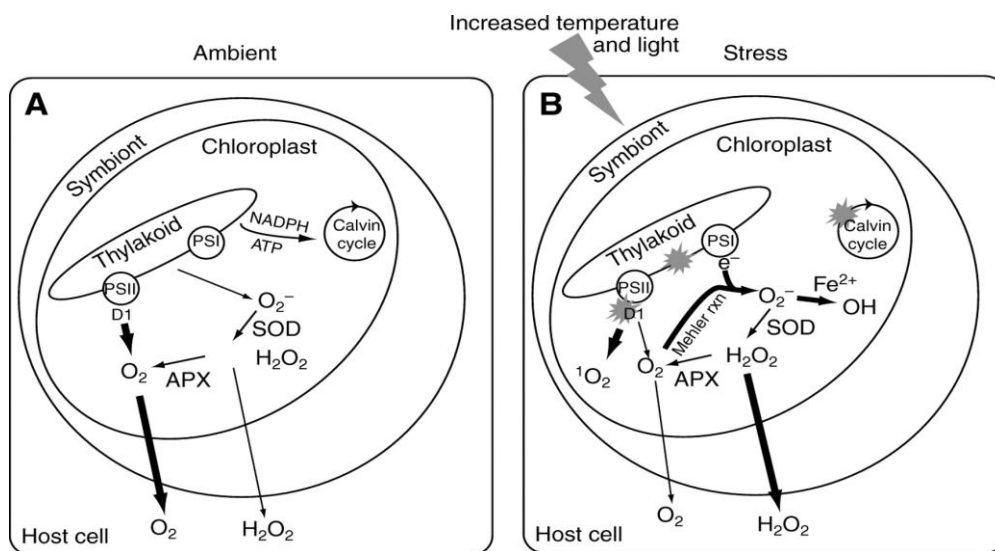 Increased temperature
and light
Ambient
Stress
A
Symbiont
Chloroplast
Thylakoid
PSI
NADPH
ATP
Calvin
cycle
PSII
D1
O₂⁻
SOD
H₂O₂
O₂
APX
Host cell
O₂
H₂O₂
B
Symbiont
Chloroplast
Thylakoid
PSI
e⁻
Calvin
cycle
PSII
D1
Mehler rxn
O₂⁻
Fe²⁺
OH
SOD
¹O₂
O₂
APX
H₂O₂
Host cell
O₂
H₂O₂